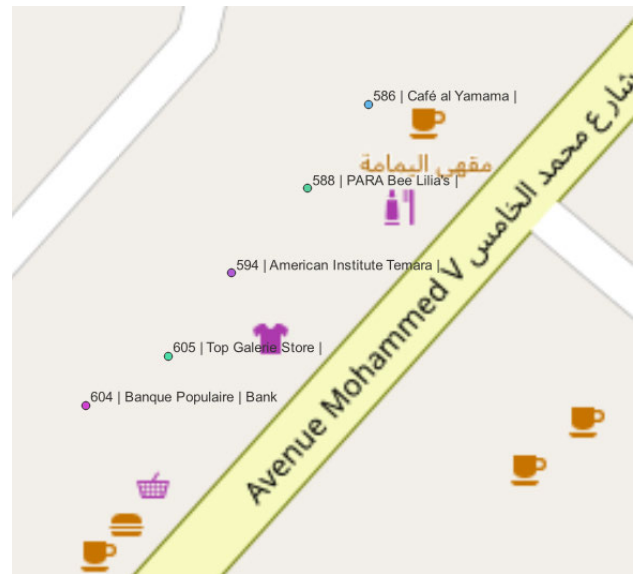 586 | Café al Yamama |
مقهى اليمامة
588 | PARA Bee Lilia's |
594 | American Institute Temara |
605 | Top Galerie Store |
604 | Banque Populaire | Bank
Avenue Mohammed V شارع محمد الخامس